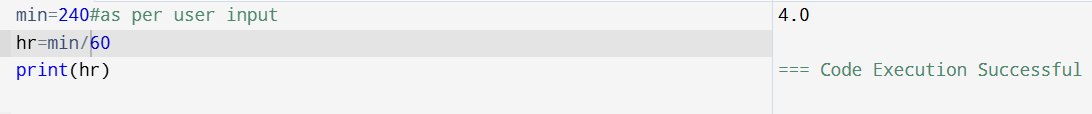 min=240#as per user input
hr=min/60
print(hr)
4.0
=== Code Execution Successful